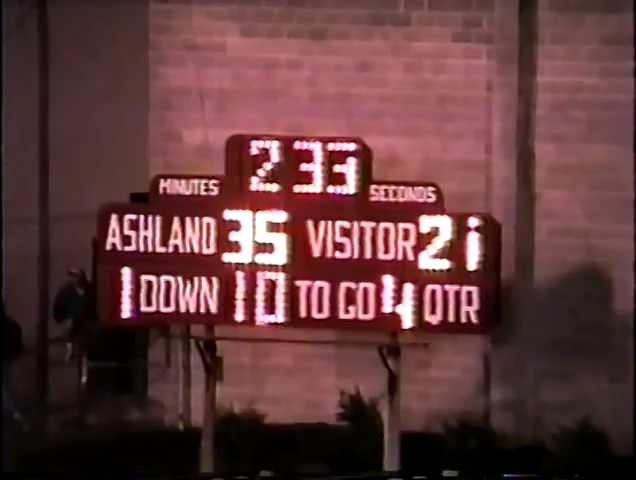 2 33
MINUTES SECONDS
ASHLAND 35 VISITOR 21
1 DOWN 10 TO GO 4 QTR